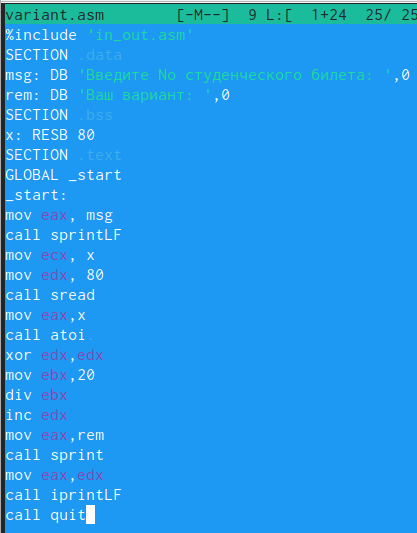 variant.asm [-M--] 9 L:[ 1+24 25/ 25
%include 'in_out.asm'
SECTION .data
msg: DB 'Введите No студенческого билета: ',0
rem: DB 'Ваш вариант: ',0
SECTION .bss
x: RESB 80
SECTION .text
GLOBAL _start
_start:
mov eax, msg
call sprintLF
mov ecx, x
mov edx, 80
call sread
mov eax,x
call atoi
xor edx,edx
mov ebx,20
div ebx
inc edx
mov eax,rem
call sprint
mov eax,edx
call iprintLF
call quit